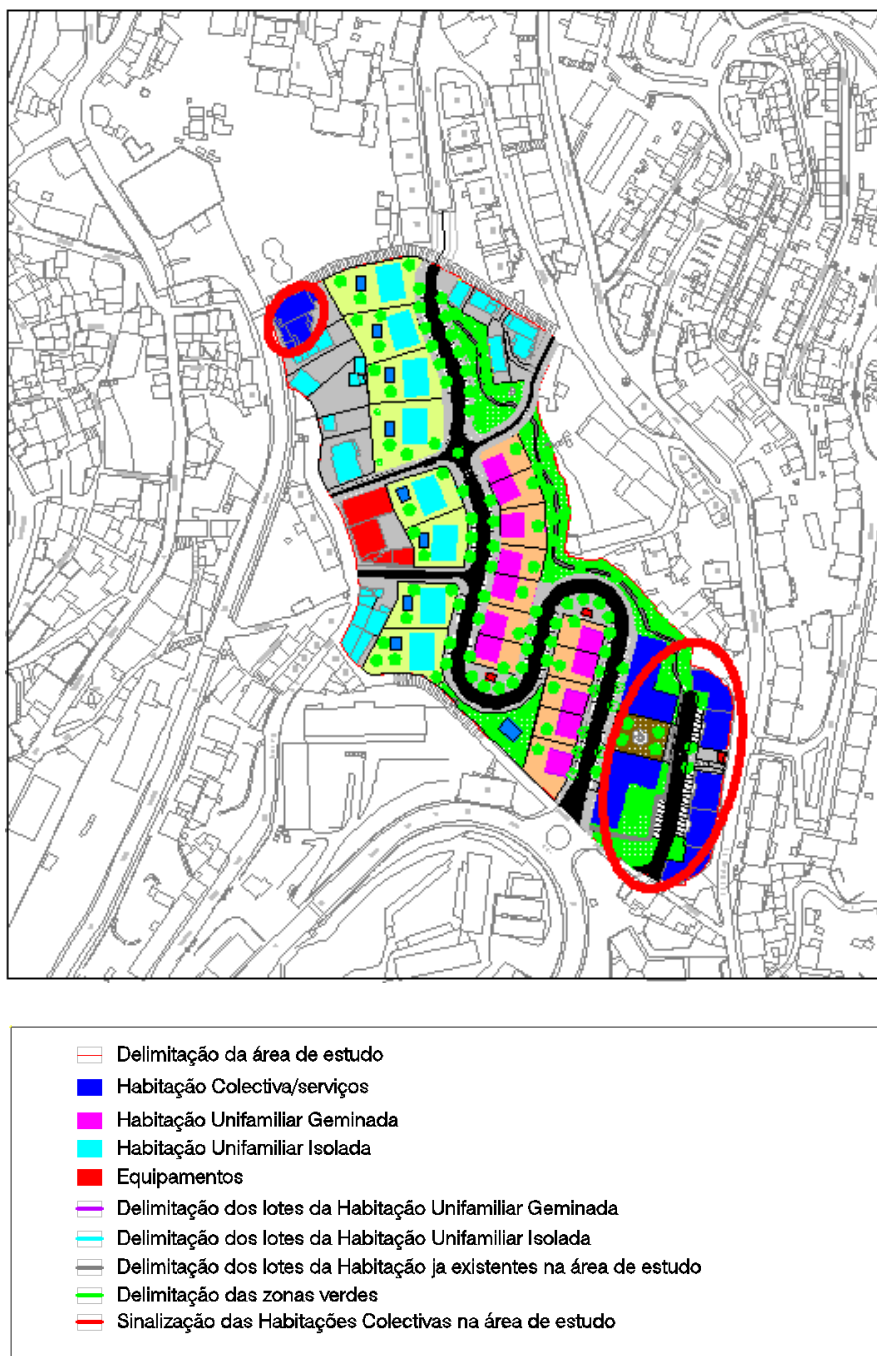 Delimitação da área de estudo
Habitação Colectiva/serviços
Habitação Unifamiliar Geminada
Habitação Unifamiliar Isolada
Equipamentos
Delimitação dos lotes da Habitação Unifamiliar Geminada
Delimitação dos lotes da Habitação Unifamiliar Isolada
Delimitação dos lotes da Habitação ja existentes na área de estudo
Delimitação das zonas verdes
Sinalização das Habitações Colectivas na área de estudo